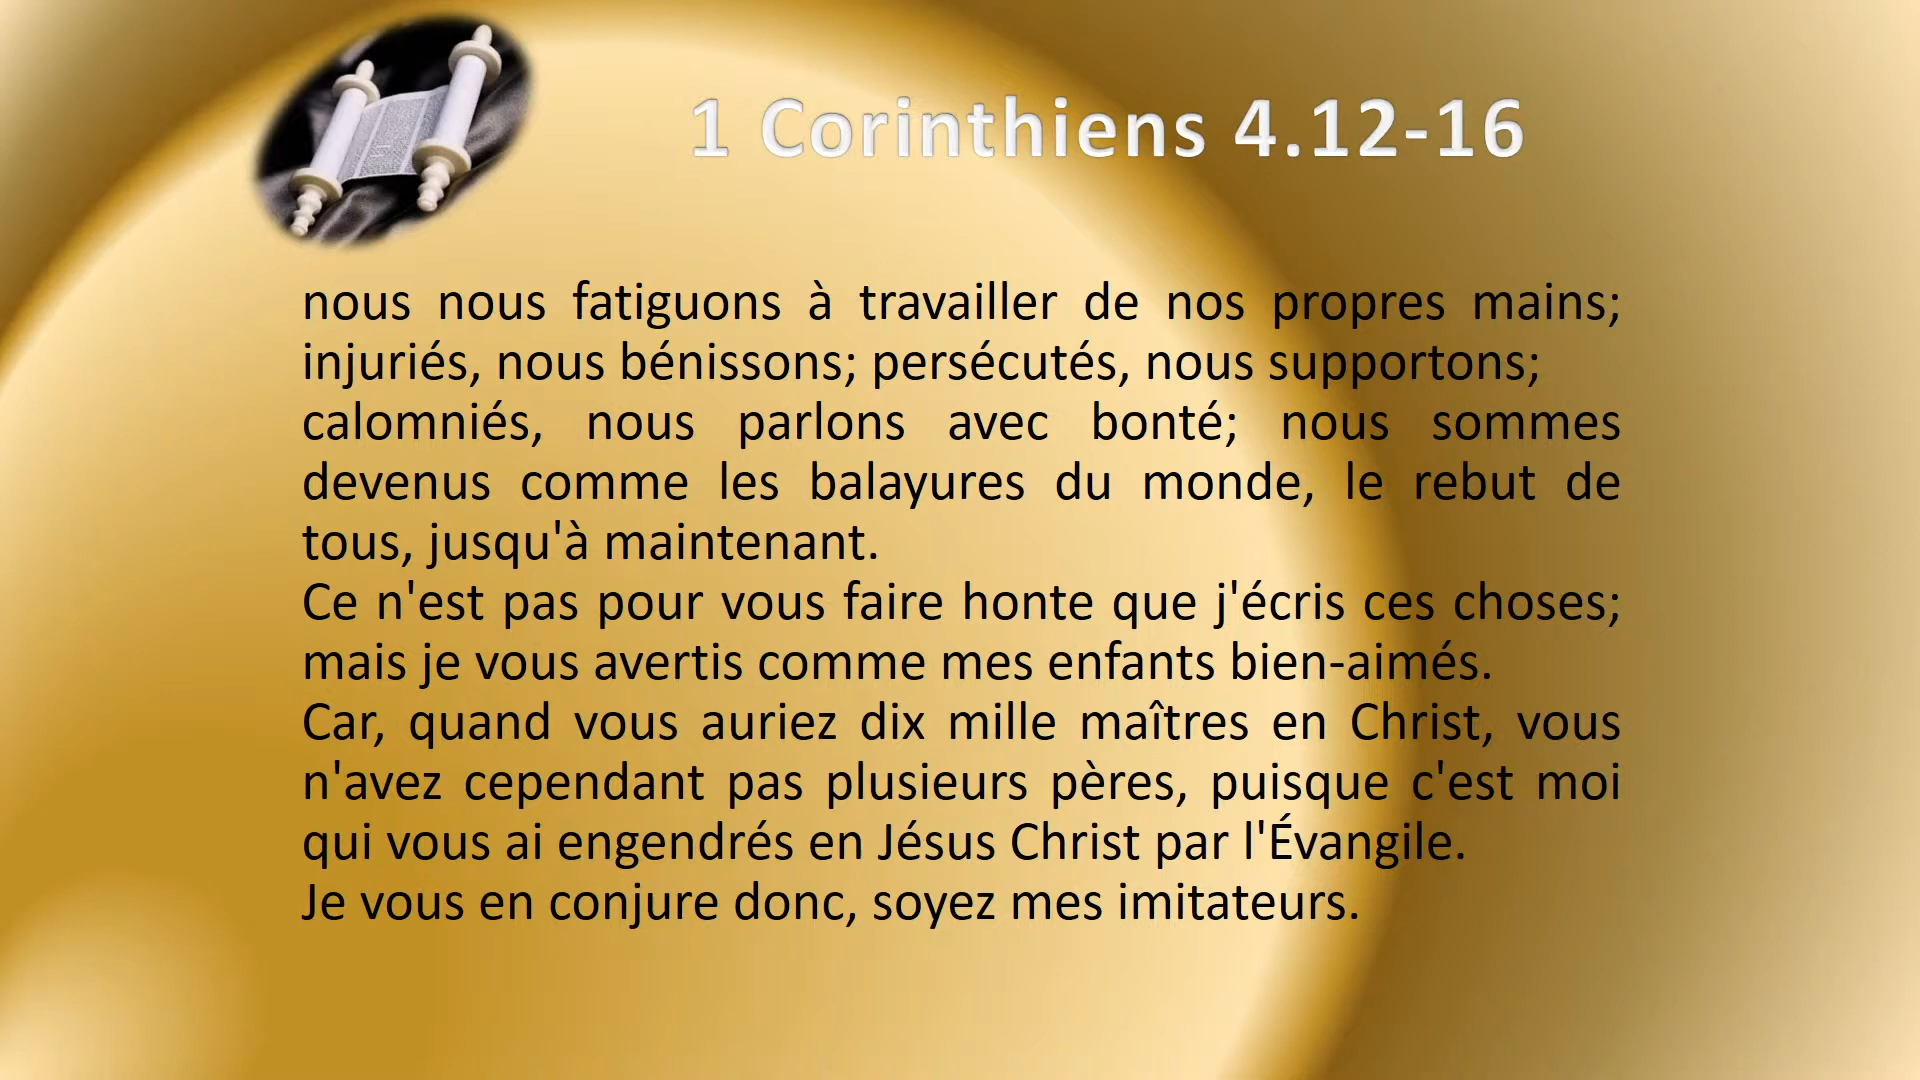 1 Corinthiens 4.12-16
nous nous fatiguons à travailler de nos propres mains;
injuriés, nous bénissons; persécutés, nous supportons;
calomniés, nous parlons avec bonté; nous sommes
devenus comme les balayures du monde, le rebut de
tous, jusqu'à maintenant.
Ce n'est pas pour vous faire honte que j'écris ces choses;
mais je vous avertis comme mes enfants bien-aimés.
Car, quand vous auriez dix mille maîtres en Christ, vous
n'avez cependant pas plusieurs pères, puisque c'est moi
qui vous ai engendrés en Jésus Christ par l'Évangile.
Je vous en conjure donc, soyez mes imitateurs.